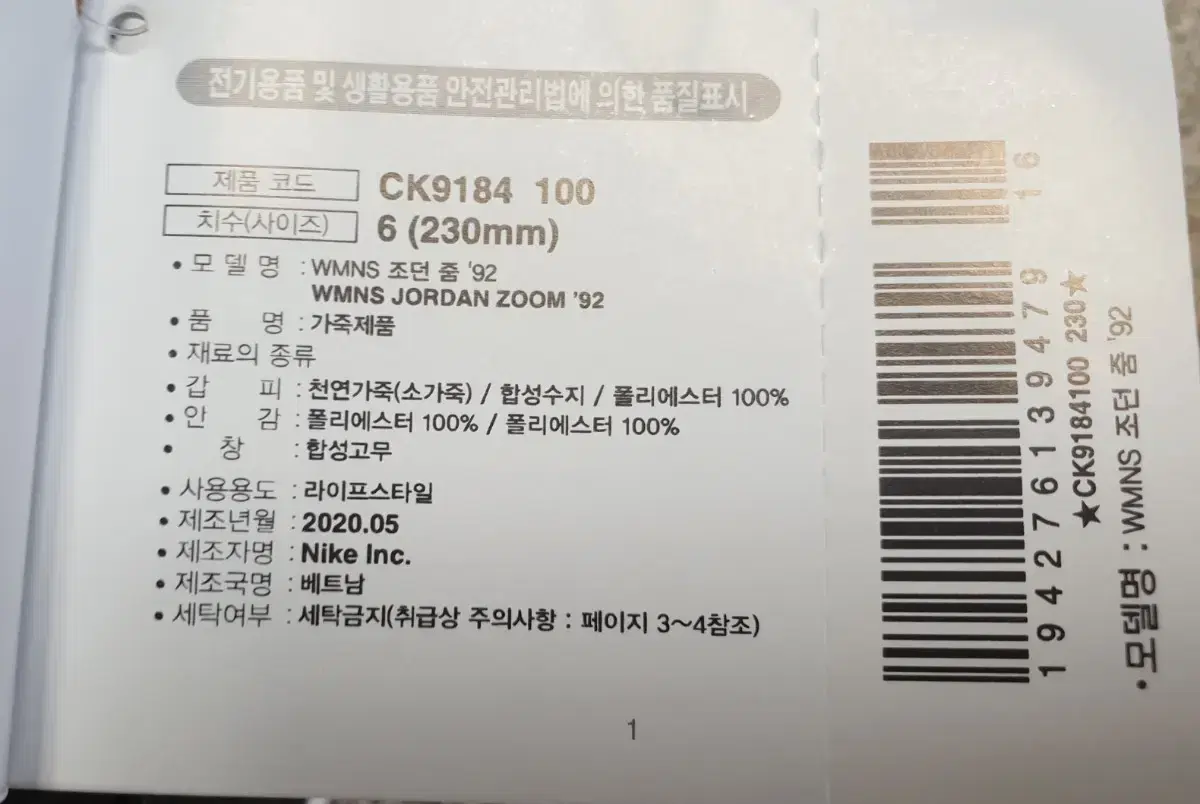 전기용품 및 생활용품 안전관리법에 의한 품질표시
제품 코드 CK9184 100
치수(사이즈) 6 (230mm)
• 모 델 명 : WMNS 조던 줌 '92
WMNS JORDAN ZOOM '92
• 품 명 : 가죽제품
• 재료의 종류
• 갑 피 : 천연가죽(소가죽) / 합성수지 / 폴리에스터 100%
• 안 감 : 폴리에스터 100% / 폴리에스터 100%
• 창 : 합성고무
• 사용용도 : 라이프스타일
• 제조년월 : 2020.05
• 제조자명 : Nike Inc.
• 제조국명 : 베트남
• 세탁여부 : 세탁금지(취급상 주의사항 : 페이지 3~4참조)
1
16
194276139479
★CK9184100 230★
• 모델명 : WMNS 조던 줌 '92